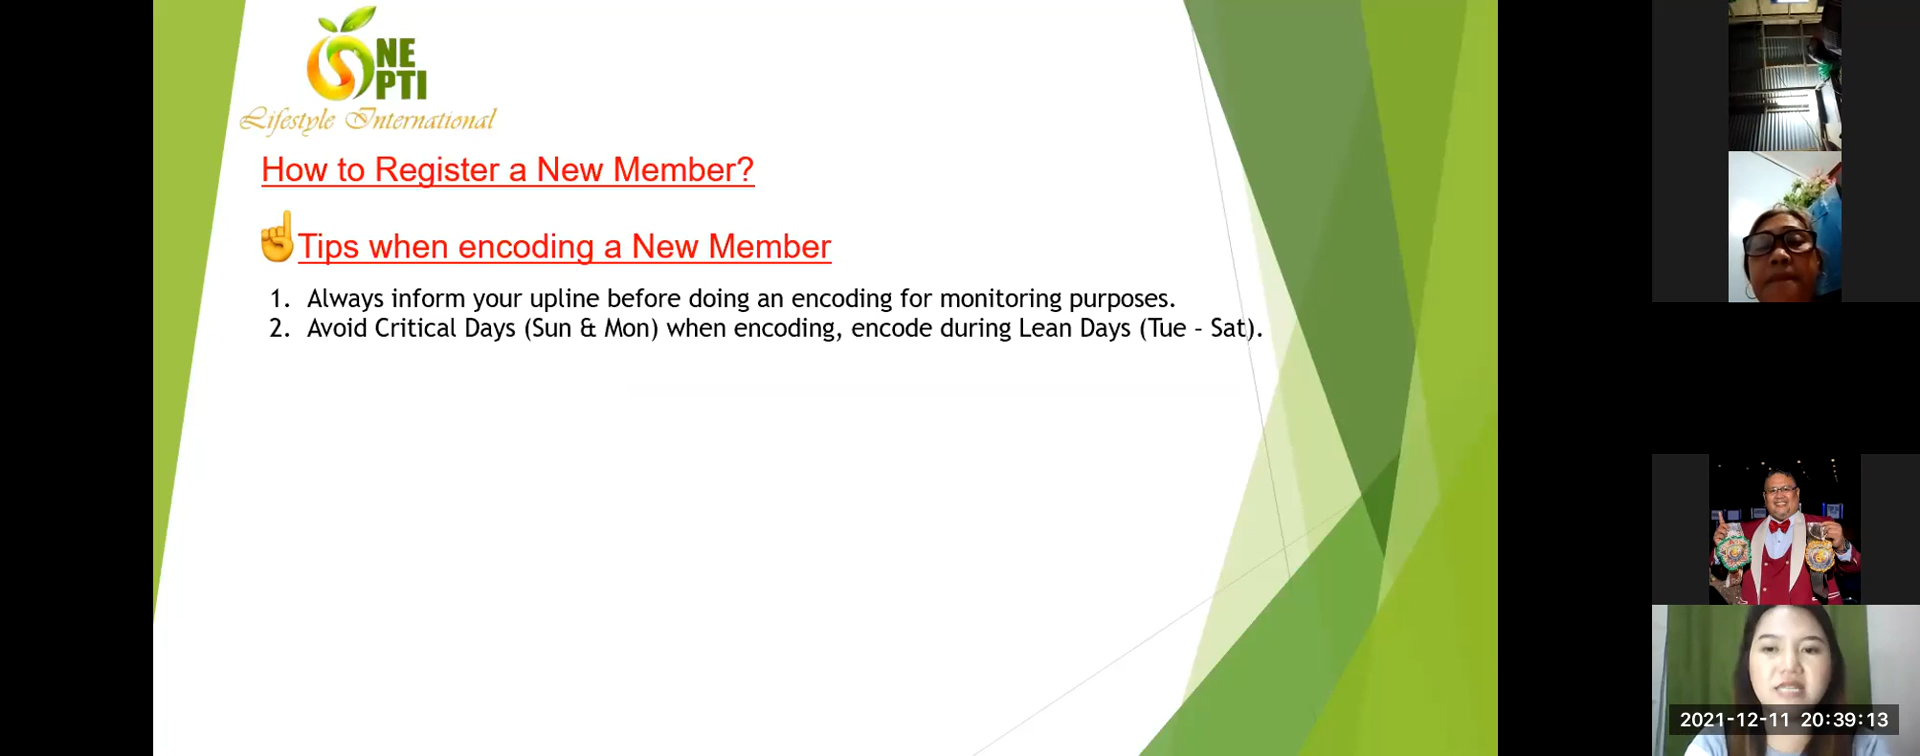 NE
PTI
Lifestyle International
How to Register a New Member?
☝Tips when encoding a New Member
1. Always inform your upline before doing an encoding for monitoring purposes.
2. Avoid Critical Days (Sun & Mon) when encoding, encode during Lean Days (Tue - Sat).
2021-12-11 20:39:13